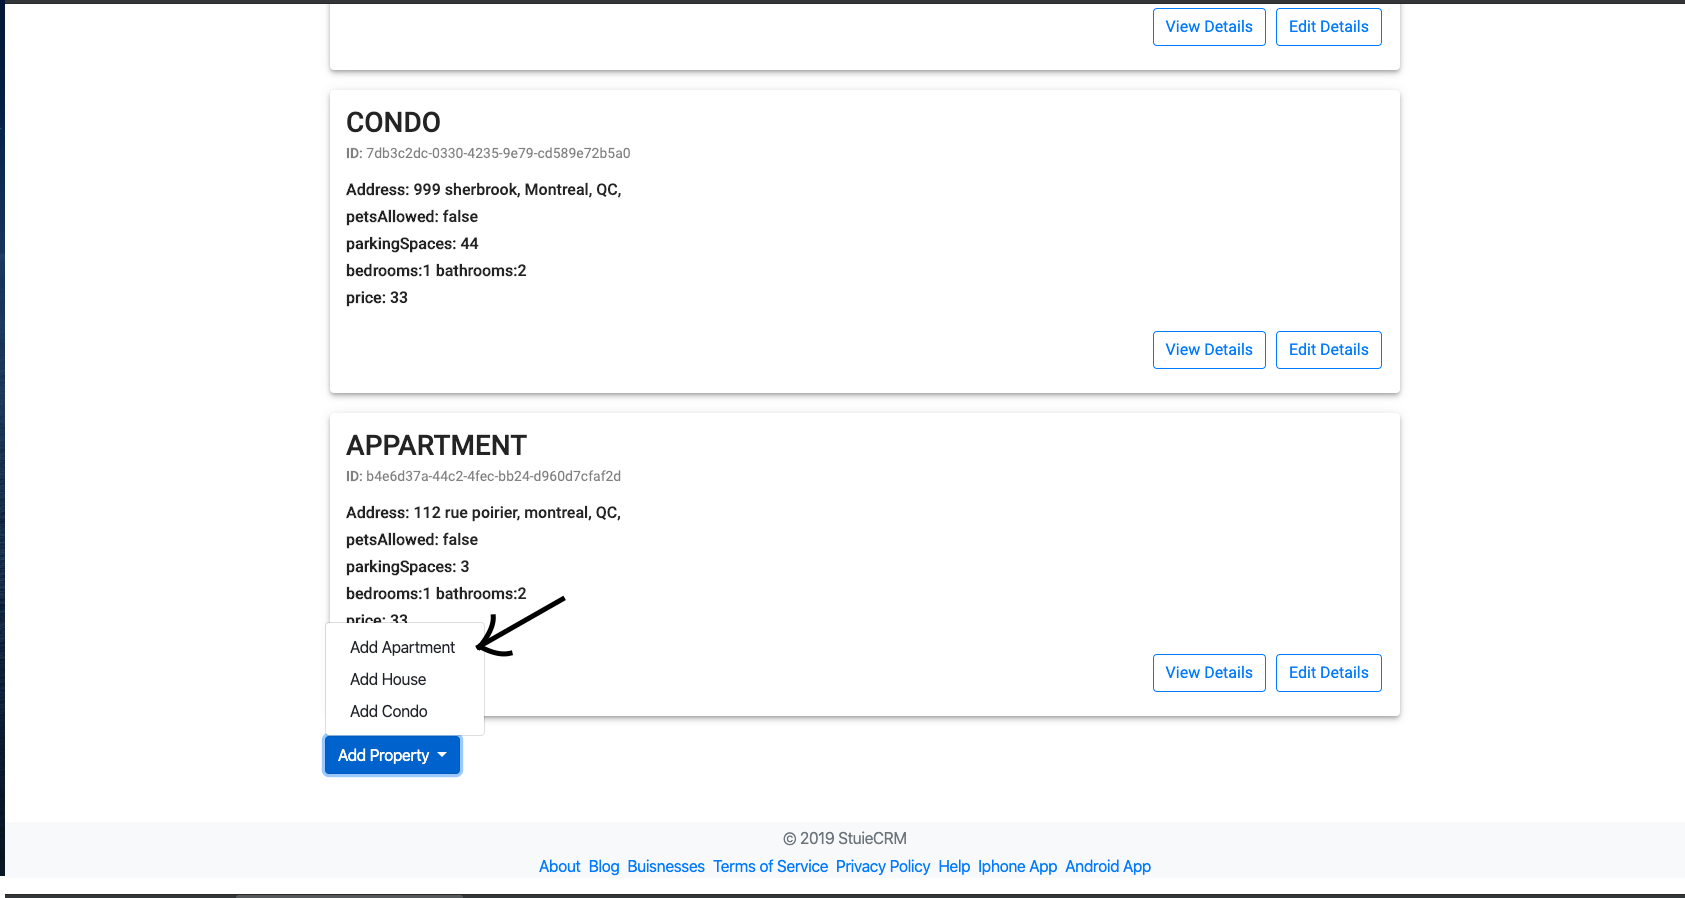 View Details Edit Details
CONDO
ID: 7db3c2dc-0330-4235-9e79-cd589e72b5a0
Address: 999 sherbrook, Montreal, QC,
petsAllowed: false
parkingSpaces: 44
bedrooms:1 bathrooms:2
price: 33
View Details Edit Details
APPARTMENT
ID: b4e6d37a-44c2-4fec-bb24-d960d7cfaf2d
Address: 112 rue poirier, montreal, QC,
petsAllowed: false
parkingSpaces: 3
bedrooms:1 bathrooms:2
price: 33
Add Apartment
Add House
View Details Edit Details
Add Condo
Add Property
© 2019 StuieCRM
About Blog Buisnesses Terms of Service Privacy Policy Help Iphone App Android App